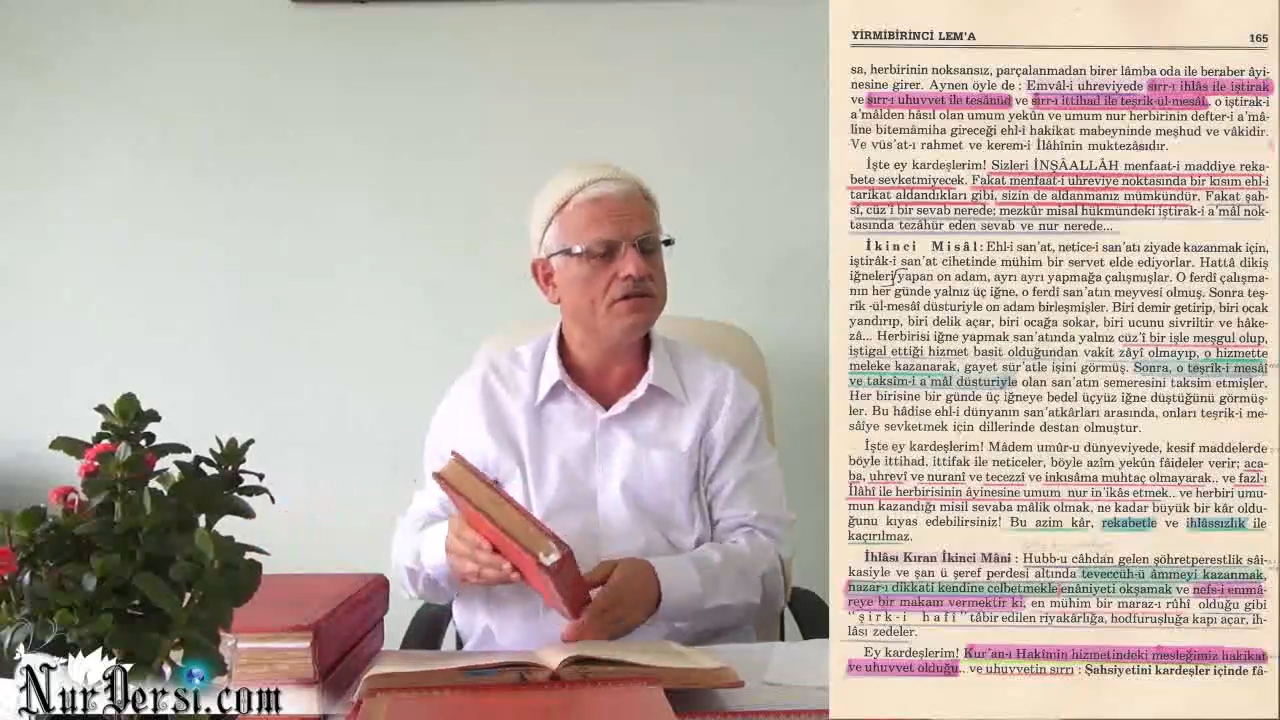 YİRMİBİRİNCİ LEM'A 165
sa, herbirinin noksansız, parçalanmadan birer lâmba oda ile beraber âyi-
nesine girer. Aynen öyle de : Emvâl-i uhreviyede sırr-ı ihlâs ile iştirak
ve sırr-ı uhuvvet ile tesânüd ve sırr-ı ittihad ile teşrik-ül-mesâî.. o iştirak-i
a'mâlden hâsıl olan umum yekûn ve umum nur herbirinin defter-i a'mâ-
line bitemâmiha gireceği ehl-i hakikat mabeyninde meşhud ve vâkidir.
Ve vüs'at-ı rahmet ve kerem-i İlâhînin muktezâsıdır.
İşte ey kardeşlerim! Sizleri İNŞÂALLÂH menfaat-i maddiye reka-
bete sevketmiyecek. Fakat menfaat-i uhreviye noktasında bir kısım ehl-i
tarikat aldandıkları gibi, sizin de aldanmanız mümkündür. Fakat şah-
sî, cüz'î bir sevab nerede; mezkûr misal hükmündeki iştirak-i a'mâl nok-
tasında tezâhür eden sevab ve nur nerede...
İkinci Misâl: Ehl-i san'at, netice-i san'atı ziyade kazanmak için,
iştirâk-i san'at cihetinde mühim bir servet elde ediyorlar. Hattâ dikiş
iğneleri yapan on adam, ayrı ayrı yapmağa çalışmışlar. O ferdî çalışma-
nın her günde yalnız üç iğne, o ferdî san'atın meyvesi olmuş. Sonra teş-
rîk -ül-mesâî düsturiyle on adam birleşmişler. Biri demir getirip, biri ocak
yandırıp, biri delik açar, biri ocağa sokar, biri ucunu sivriltir ve hâke-
zâ... Herbirisi iğne yapmak san'atında yalnız cüz'î bir işle meşgul olup,
iştigal ettiği hizmet basit olduğundan vakit zâyî olmayıp, o hizmette
meleke kazanarak, gayet sür'atle işini görmüş. Sonra, o teşrîk-i mesâî
ve taksîm-i a'mâl düsturiyle olan san'atın semeresini taksim etmişler.
Her birisine bir günde üç iğneye bedel üçyüz iğne düştüğünü görmüş-
ler. Bu hâdise ehl-i dünyanın san'atkârları arasında, onları teşrik-i me-
sâîye sevketmek için dillerinde destan olmuştur.
İşte ey kardeşlerim! Mâdem umûr-u dünyeviyede, kesif maddelerde
böyle ittihad, ittifak ile neticeler, böyle azîm yekûn fâideler verir; aca-
ba, uhrevî ve nuranî ve tecezzî ve inkısâma muhtaç olmayarak.. ve fazl-ı
İlâhî ile herbirisinin âyinesine umum nur in'ikâs etmek.. ve herbiri umu-
mun kazandığı misil sevaba mâlik olmak, ne kadar büyük bir kâr oldu-
ğunu kıyas edebilirsiniz! Bu azim kâr, rekabetle ve ihlâssızlık ile
kaçırılmaz.
İhlâsı Kıran İkinci Mâni : Hubb-u câhdan gelen şöhretperestlik sâi-
kasiyle ve şan ü şeref perdesi altında teveccüh-ü âmmeyi kazanmak,
nazar-ı dikkati kendine celbetmekle enâniyeti okşamak ve nefs-i emmâ-
reye bir makam vermektir ki, en mühim bir maraz-ı rûhî olduğu gibi
"şirk-i hafî" tâbir edilen riyakârlığa, hodfuruşluğa kapı açar, ih-
lâsı zedeler.
Ey kardeşlerim! Kur'an-ı Hakîmin hizmetindeki mesleğimiz hakikat
ve uhuvvet olduğu.. ve uhuvvetin sırrı : Şahsiyetini kardeşler içinde fâ-
NurDersi.com